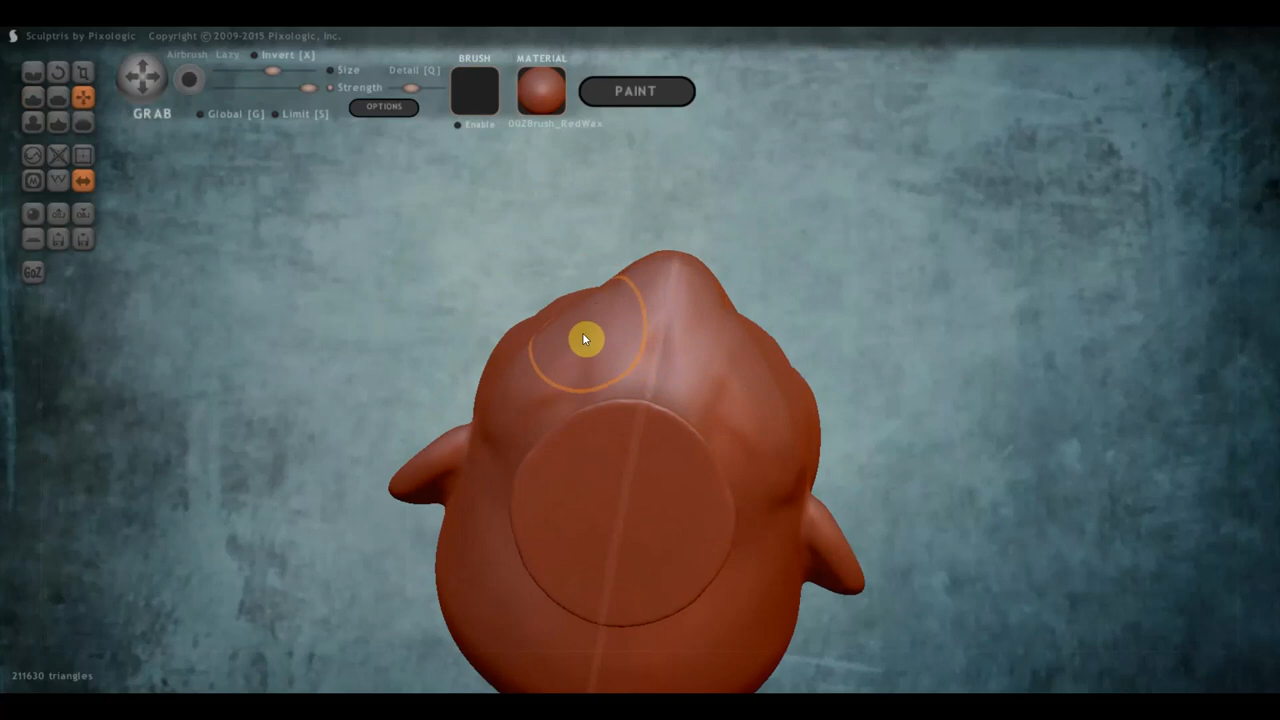 Sculptris by Pixologic Copyright ©2009-2015 Pixologic, Inc.
Airbrush Lazy Invert [X]
Size Detail [Q]
Strength
GRAB
Global [G] Limit [S]
OPTIONS
BRUSH
Enable
MATERIAL
00ZBrush_RedWax
PAINT
GoZ
211630 triangles